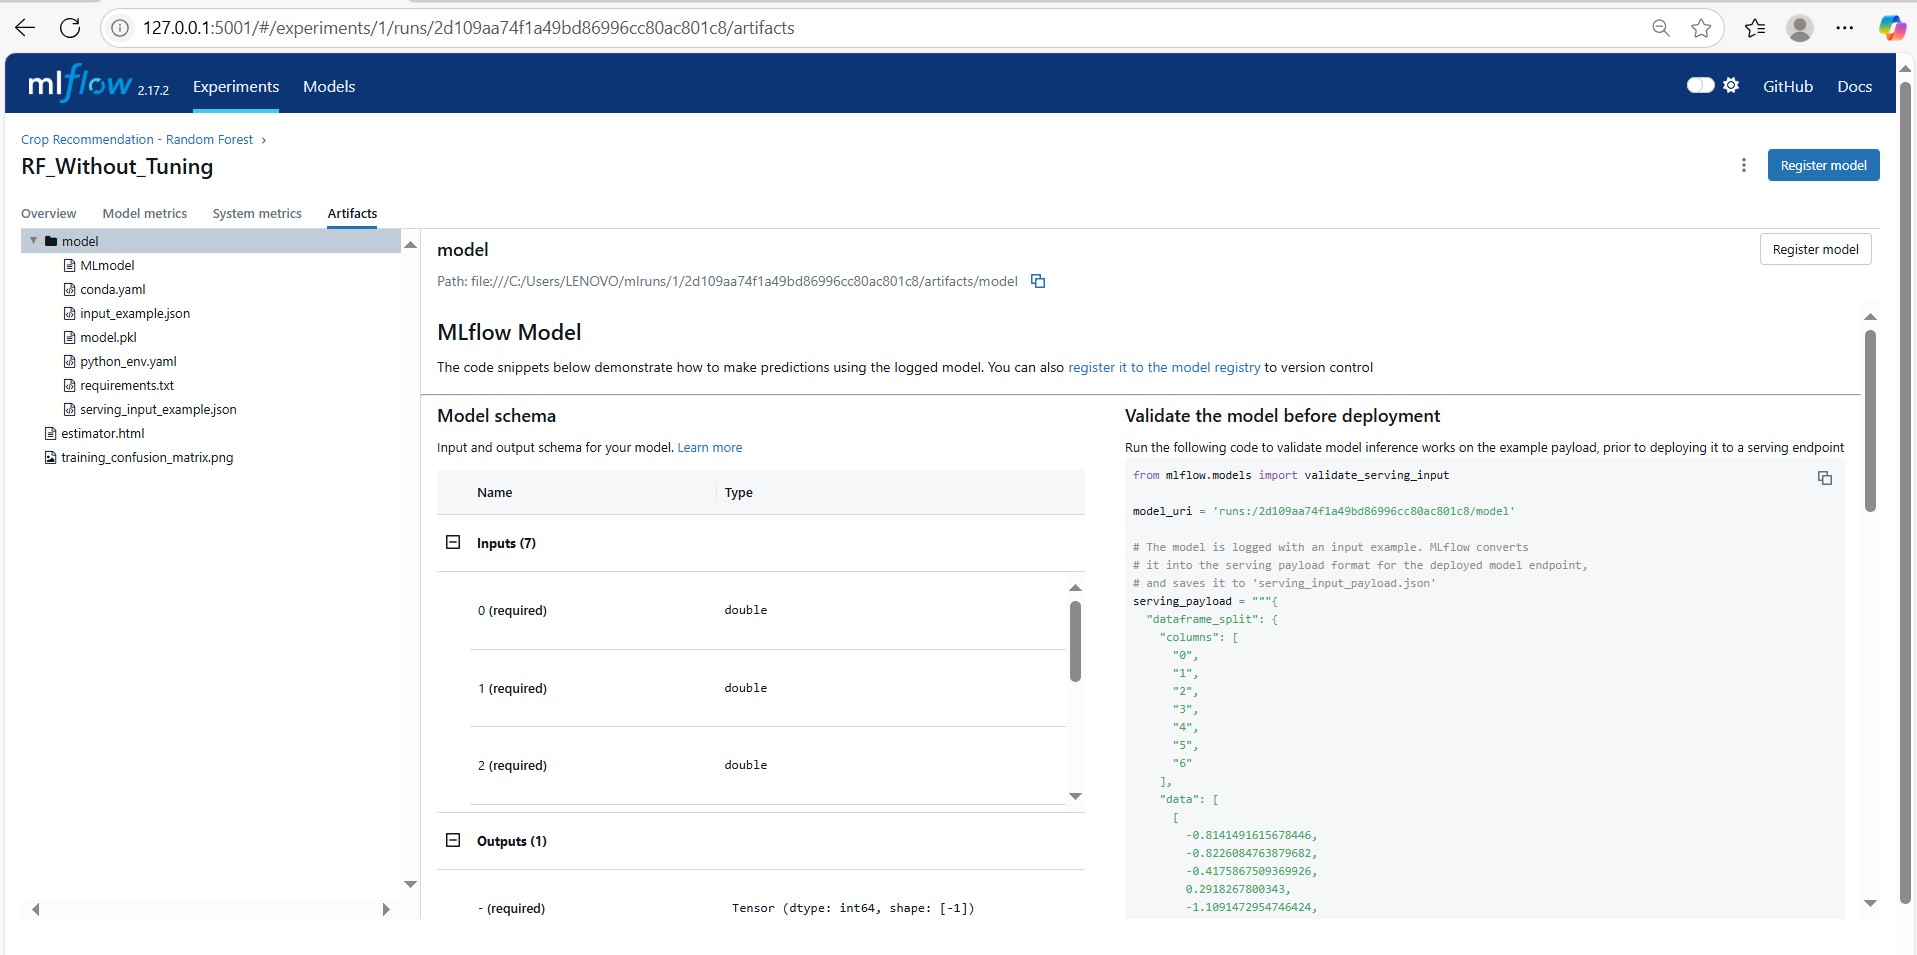 127.0.0.1:5001/#/experiments/1/runs/2d109aa74f1a49bd86996cc80ac801c8/artifacts
mlflow 2.17.2 Experiments Models GitHub Docs
Crop Recommendation - Random Forest >
RF_Without_Tuning
Register model
Overview Model metrics System metrics Artifacts
model
MLmodel
conda.yaml
input_example.json
model.pkl
python_env.yaml
requirements.txt
serving_input_example.json
estimator.html
training_confusion_matrix.png
model
Register model
Path: file:///C:/Users/LENOVO/mlruns/1/2d109aa74f1a49bd86996cc80ac801c8/artifacts/model
MLflow Model
The code snippets below demonstrate how to make predictions using the logged model. You can also register it to the model registry to version control
Model schema
Input and output schema for your model. Learn more
Name Type
Inputs (7)
0 (required) double
1 (required) double
2 (required) double
Outputs (1)
- (required) Tensor (dtype: int64, shape: [-1])
Validate the model before deployment
Run the following code to validate model inference works on the example payload, prior to deploying it to a serving endpoint
from mlflow.models import validate_serving_input
model_uri = 'runs:/2d109aa74f1a49bd86996cc80ac801c8/model'
# The model is logged with an input example. MLflow converts
# it into the serving payload format for the deployed model endpoint,
# and saves it to 'serving_input_payload.json'
serving_payload = """{
"dataframe_split": {
"columns": [
"0",
"1",
"2",
"3",
"4",
"5",
"6"
],
"data": [
[
-0.8141491615678446,
-0.8226084763879682,
-0.4175867509369926,
0.2918267800343,
-1.1091472954746424,